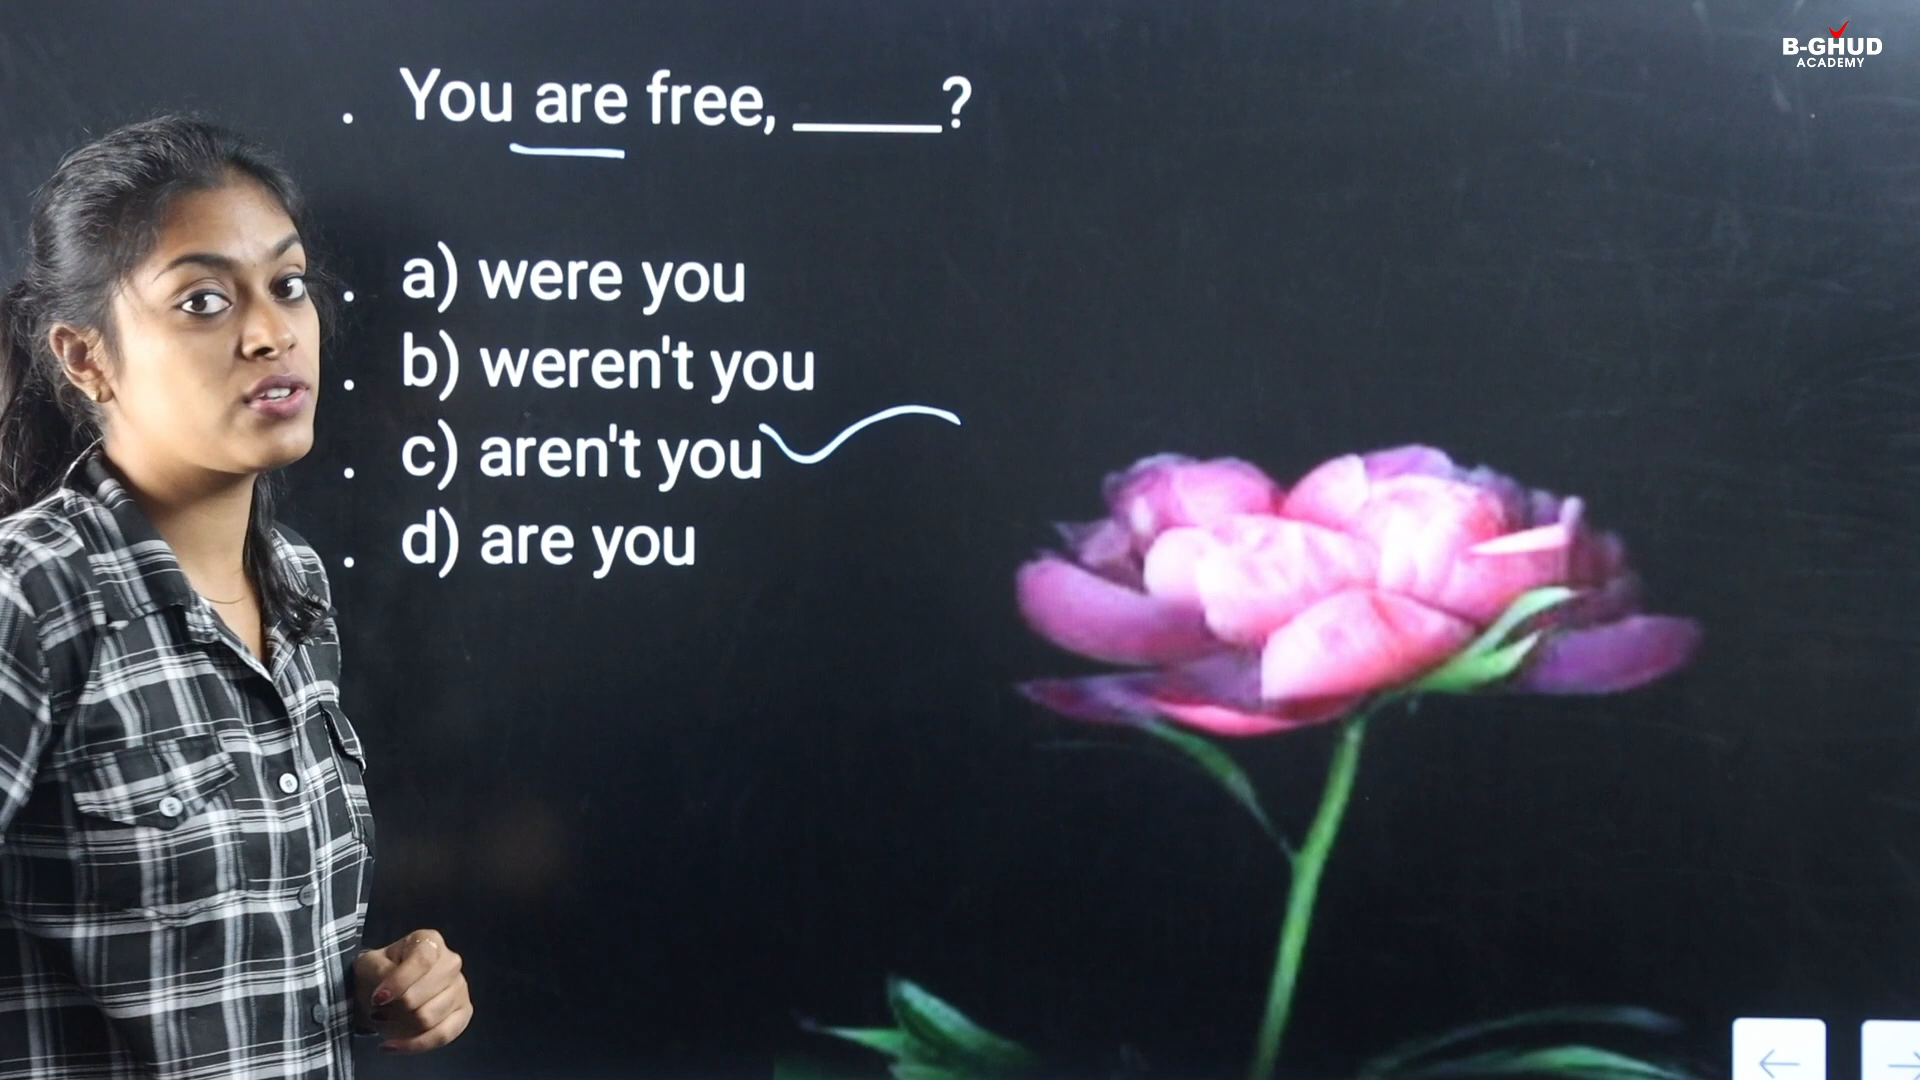 B-GHUD
ACADEMY
. You are free, _____?
. a) were you
. b) weren't you
. c) aren't you
. d) are you